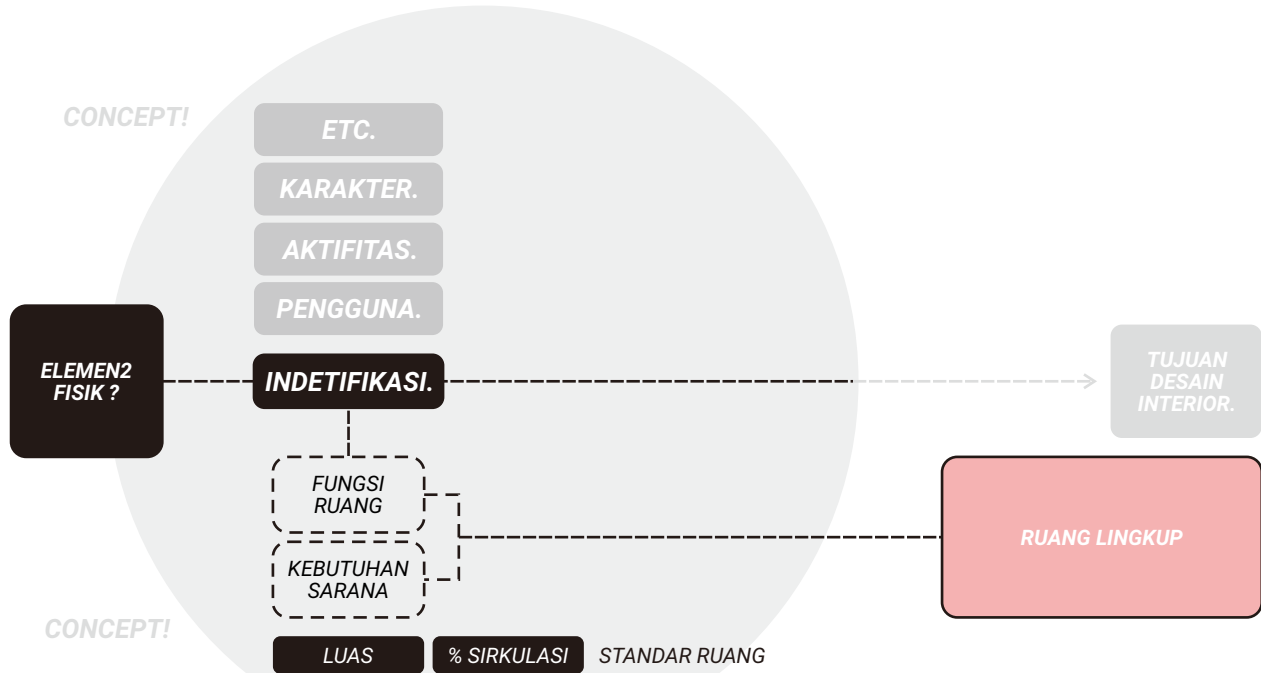 CONCEPT!
ETC.
KARAKTER.
AKTIFITAS.
PENGGUNA.
ELEMEN2
FISIK ?
INDETIFIKASI.
TUJUAN
DESAIN
INTERIOR.
FUNGSI
RUANG
KEBUTUHAN
SARANA
RUANG LINGKUP
CONCEPT!
LUAS
% SIRKULASI
STANDAR RUANG